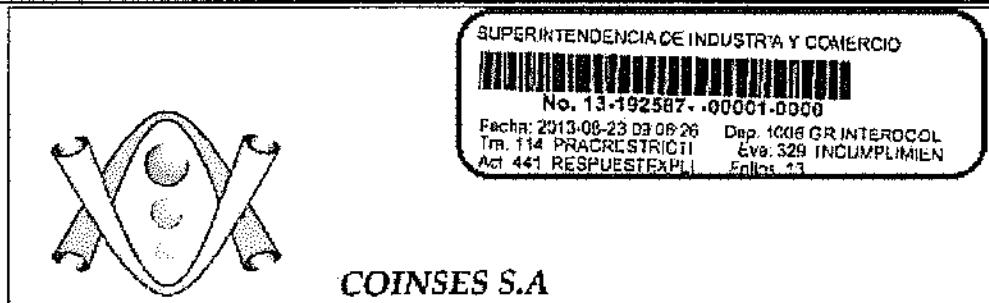 SUPERINTENDENCIA DE INDUSTRIA Y COMERCIO
No. 13-192587- -00001-0000
Fecha: 2013-08-23 09:06:26 Dep. 1006 GR.INTEROCOL
Tra. 114 PRACRESTRICTI Eve: 329 INCUMPLIMIEN
Act. 441 RESPUESTEXPLI Folios: 13
COINSES S.A